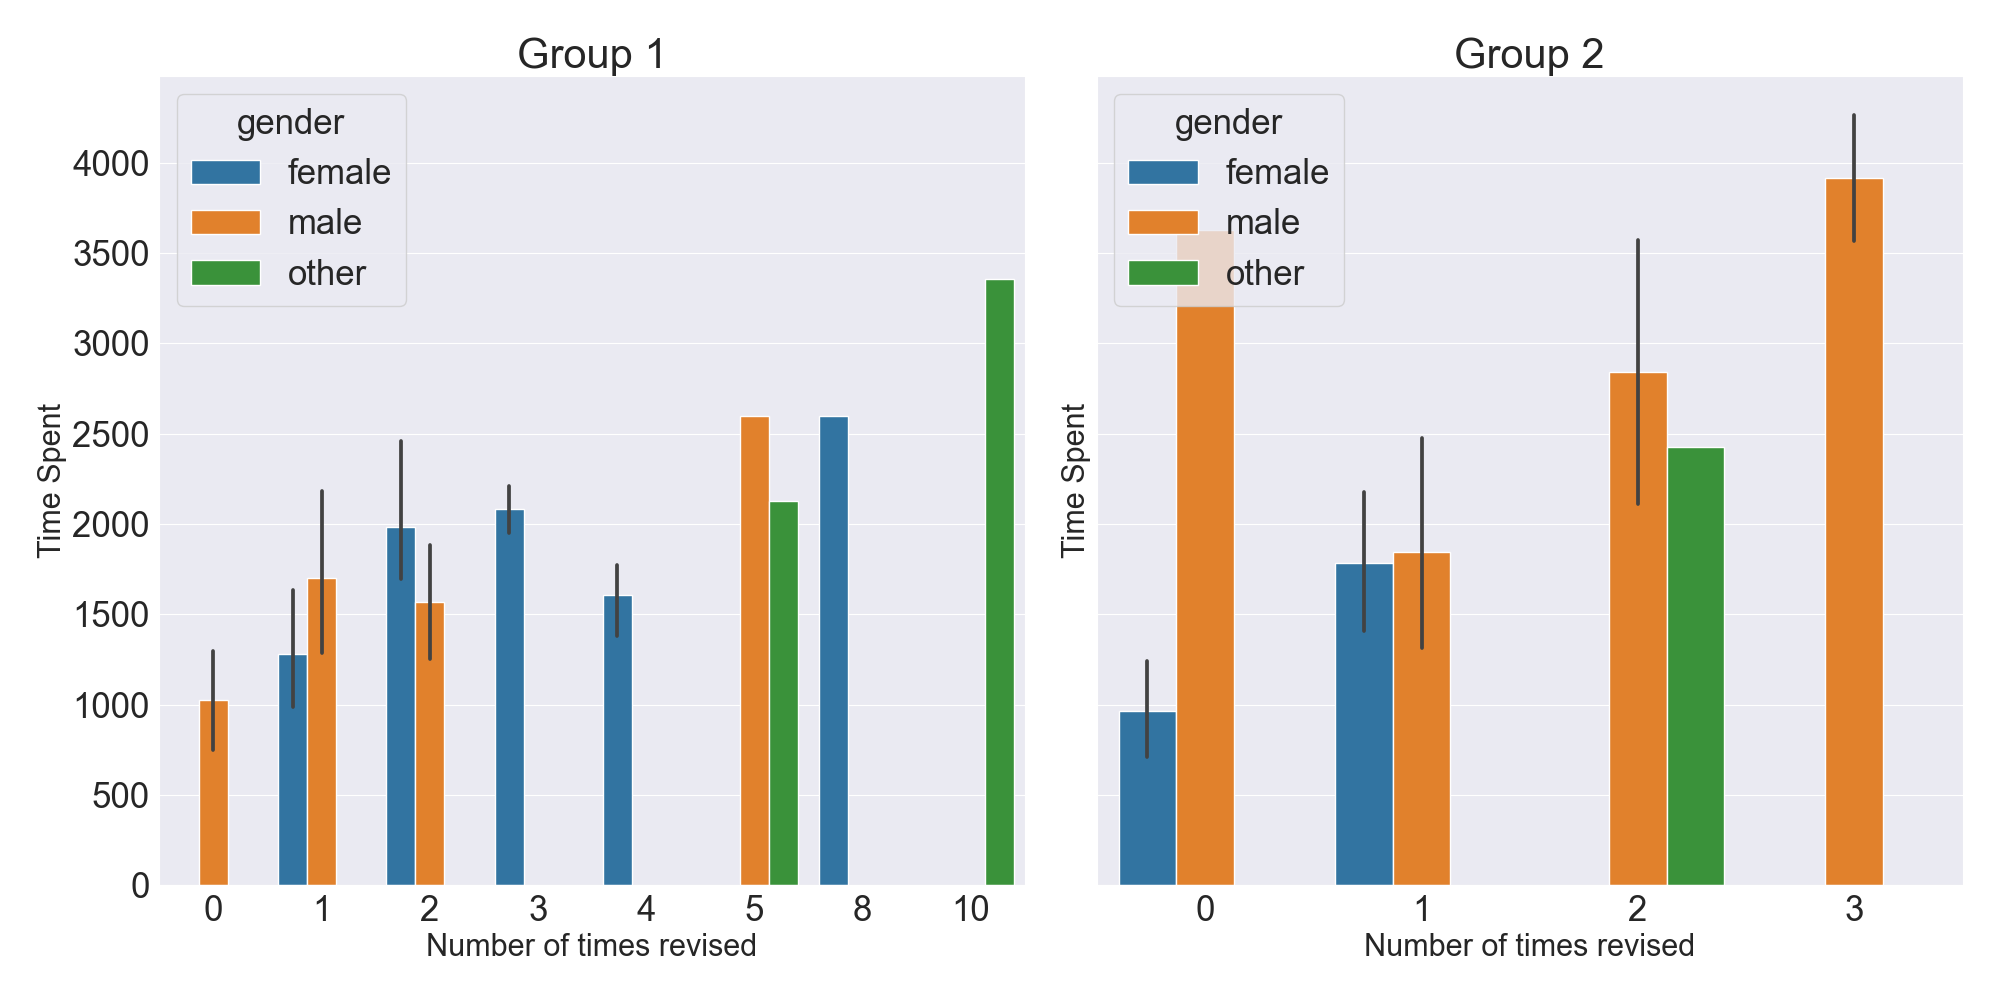 Group 1
gender
female
male
other
4000
3500
3000
2500
2000
1500
1000
500
0
Time Spent
0 1 2 3 4 5 8 10
Number of times revised
Group 2
gender
female
male
other
Time Spent
0 1 2 3
Number of times revised